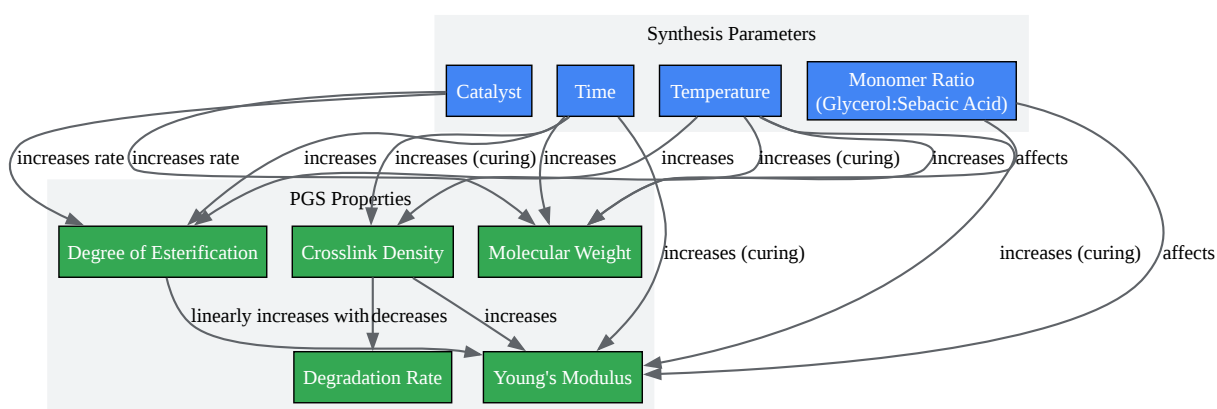 Synthesis Parameters
Catalyst
Time
Temperature
Monomer Ratio
(Glycerol:Sebacic Acid)
increases rate
increases rate
increases
increases (curing)
increases
increases
increases (curing)
increases
affects
PGS Properties
Degree of Esterification
Crosslink Density
Molecular Weight
increases (curing)
increases (curing)
affects
linearly increases with
decreases
increases
Degradation Rate
Young's Modulus